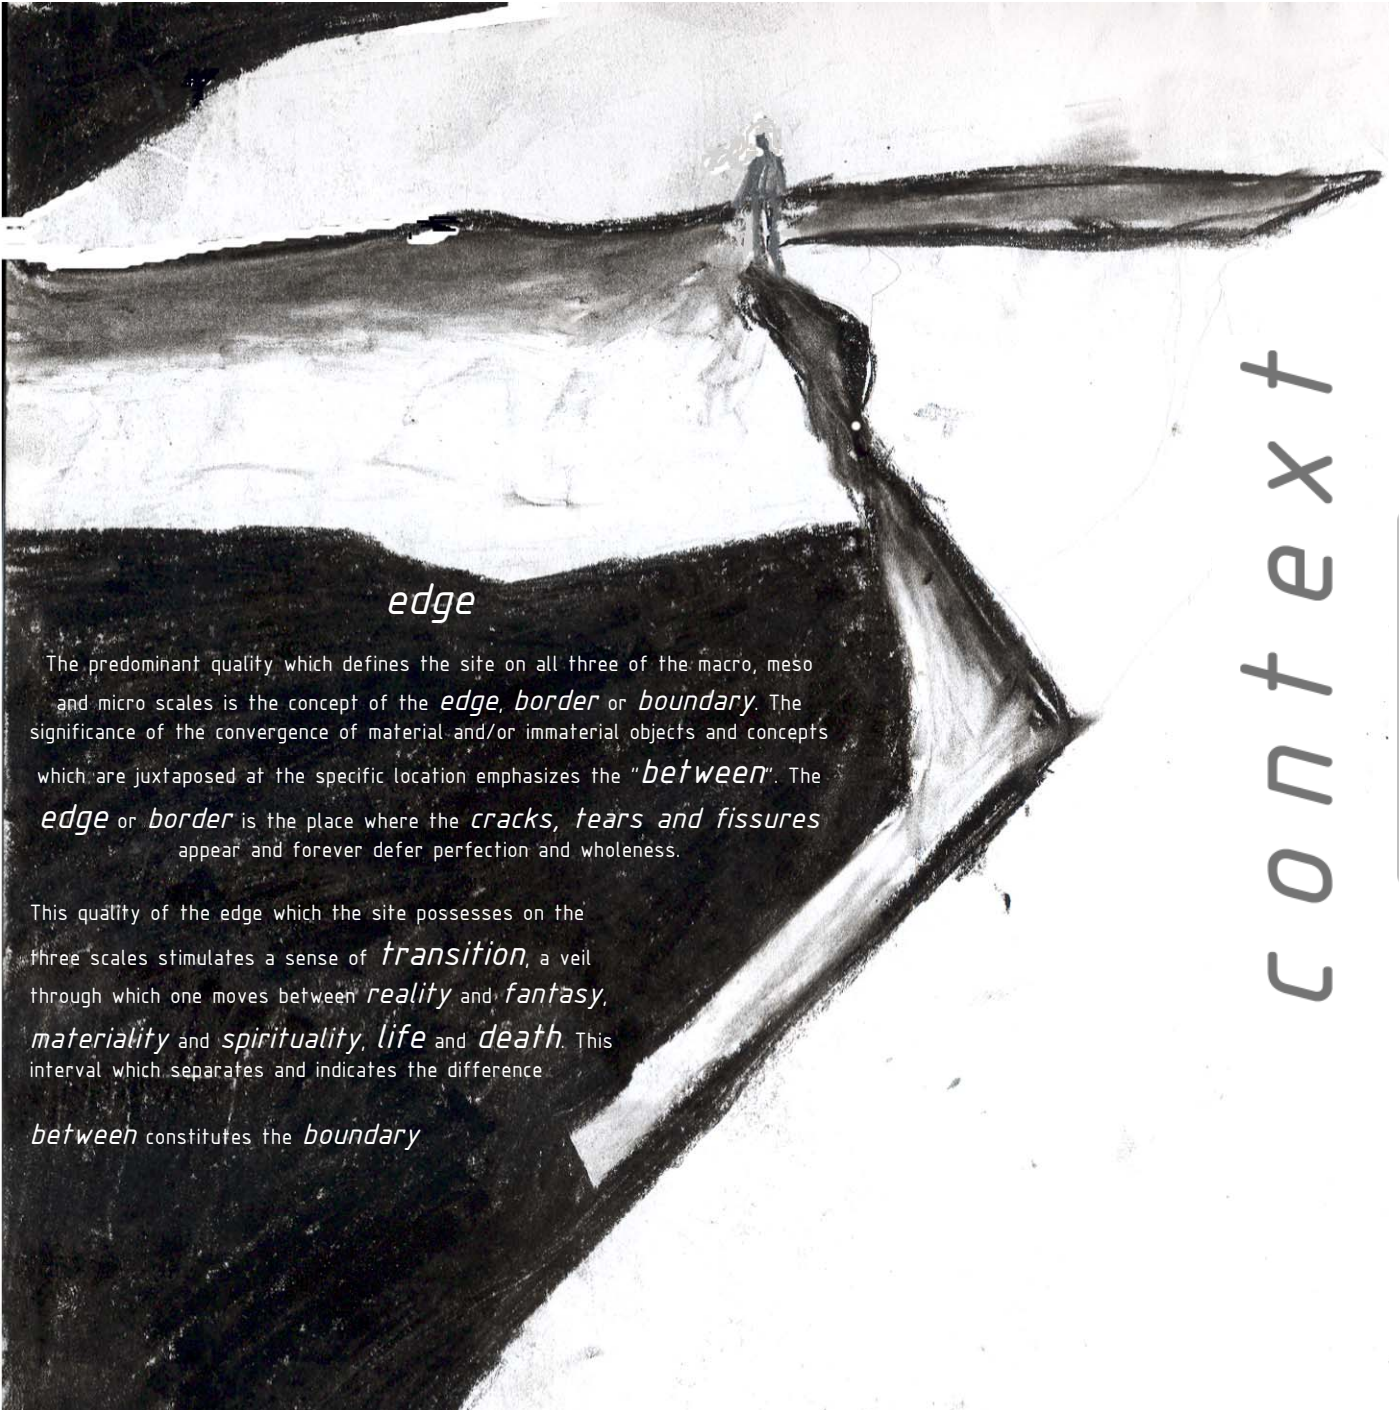 edge
The predominant quality which defines the site on all three of the macro, meso
and micro scales is the concept of the edge, border or boundary. The
significance of the convergence of material and/or immaterial objects and concepts
which are juxtaposed at the specific location emphasizes the "between". The
edge or border is the place where the cracks, tears and fissures
appear and forever defer perfection and wholeness.
This quality of the edge which the site possesses on the
three scales stimulates a sense of transition, a veil
through which one moves between reality and fantasy,
materiality and spirituality, life and death. This
interval which separates and indicates the difference
between constitutes the boundary
context